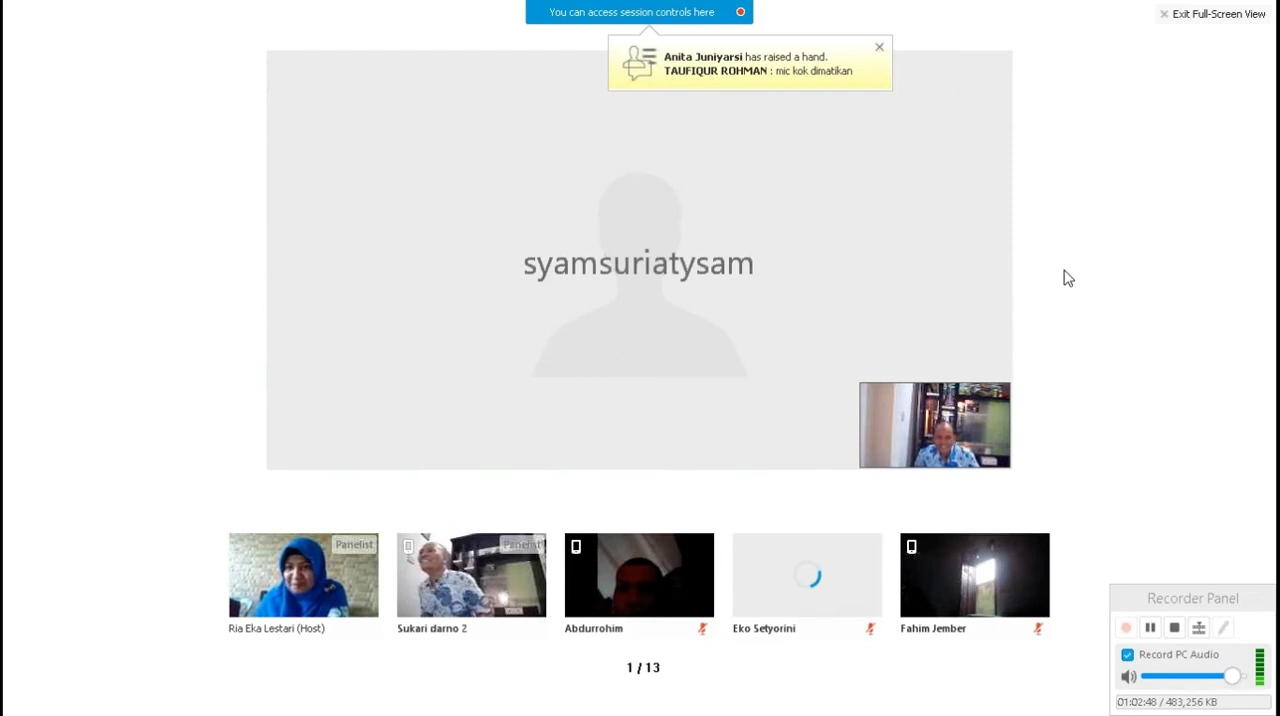 You can access session controls here
Exit Full-Screen View
Anita Juniyarsi has raised a hand.
TAUFIQUR ROHMAN : mic kok dimatikan
syamsuriatysam
Panelist
Panelist
Ria Eka Lestari (Host)
Sukari darno 2
Abdurrohim
Eko Setyorini
Fahim Jember
1 / 13
Recorder Panel
Record PC Audio
01:02:48 / 483,256 KB